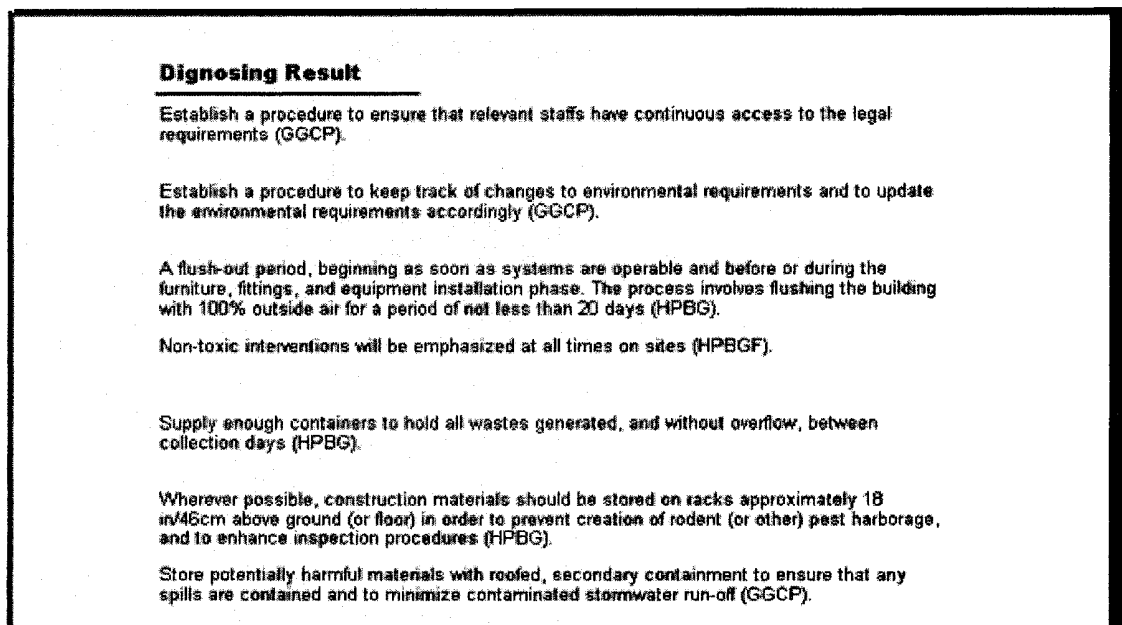 Dignosing Result
Establish a procedure to ensure that relevant staffs have continuous access to the legal
requirements (GGCP).
Establish a procedure to keep track of changes to environmental requirements and to update
the environmental requirements accordingly (GGCP).
A flush-out period, beginning as soon as systems are operable and before or during the
furniture, fittings, and equipment installation phase. The process involves flushing the building
with 100% outside air for a period of not less than 20 days (HPBG).
Non-toxic interventions will be emphasized at all times on sites (HPBGF).
Supply enough containers to hold all wastes generated, and without overflow, between
collection days (HPBG).
Wherever possible, construction materials should be stored on racks approximately 18
in/46cm above ground (or floor) in order to prevent creation of rodent (or other) pest harborage,
and to enhance inspection procedures (HPBG).
Store potentially harmful materials with roofed, secondary containment to ensure that any
spills are contained and to minimize contaminated stormwater run-off (GGCP).